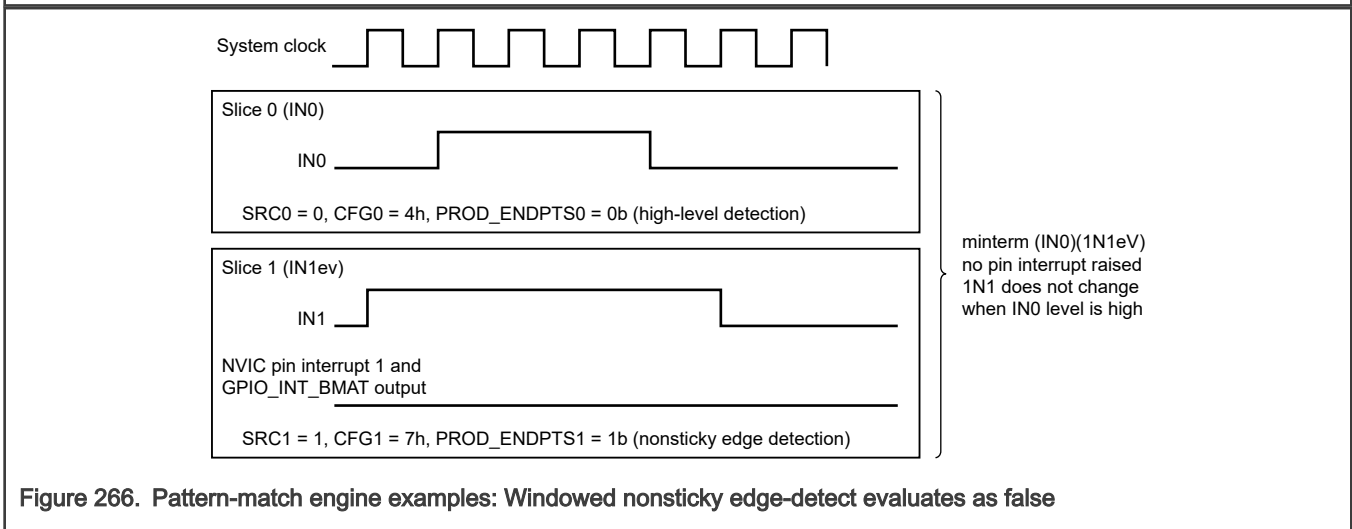 System clock
Slice 0 (IN0)
IN0
SRC0 = 0, CFG0 = 4h, PROD_ENDPTS0 = 0b (high-level detection)
Slice 1 (IN1ev)
IN1
NVIC pin interrupt 1 and
GPIO_INT_BMAT output
SRC1 = 1, CFG1 = 7h, PROD_ENDPTS1 = 1b (nonsticky edge detection)
minterm (IN0)(1N1eV)
no pin interrupt raised
1N1 does not change
when IN0 level is high
Figure 266. Pattern-match engine examples: Windowed nonsticky edge-detect evaluates as false